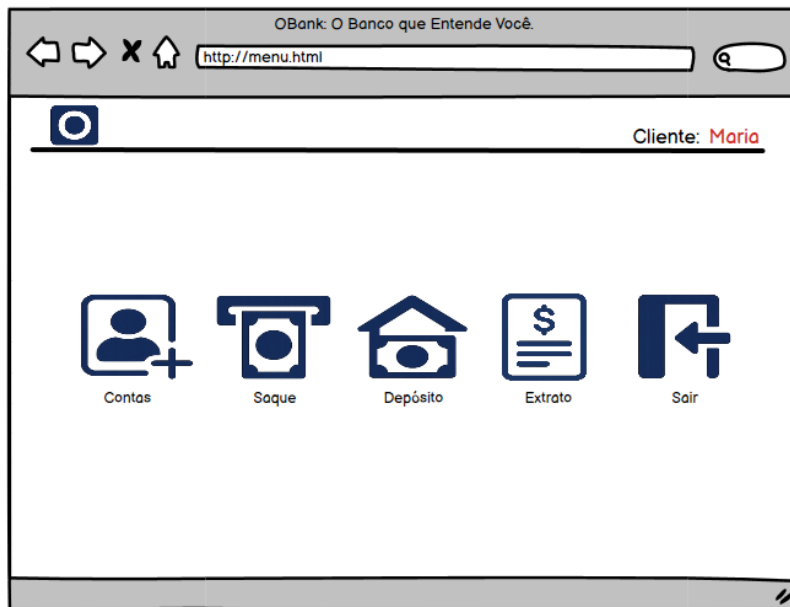 OBank: O Banco que Entende Você.
http://menu.html
O
Cliente: Maria
$
Contas
Saque
Depósito
Extrato
Sair